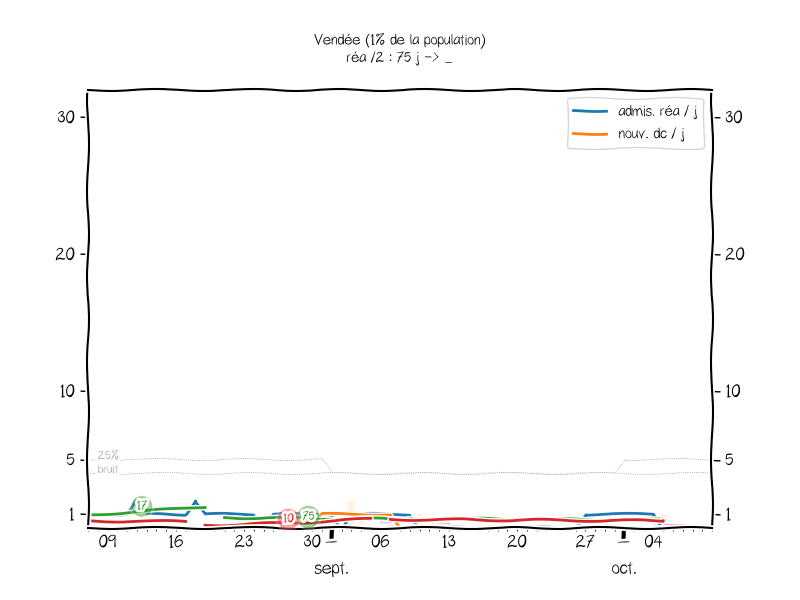 Vendée (1% de la population)
réa /2 : 75 j -> _
30 30
admis. réa / j
nouv. dc / j
20 20
10 10
5 25% 5
bruit
17
1 10 75 1
09 16 23 30 06 13 20 27 04
sept. oct.